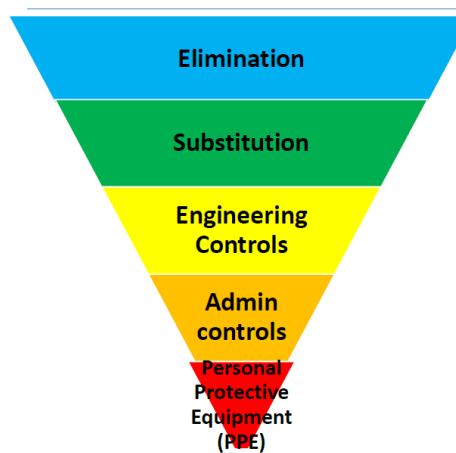 Elimination
Substitution
Engineering
Controls
Admin
controls
Personal
Protective
Equipment
(PPE)